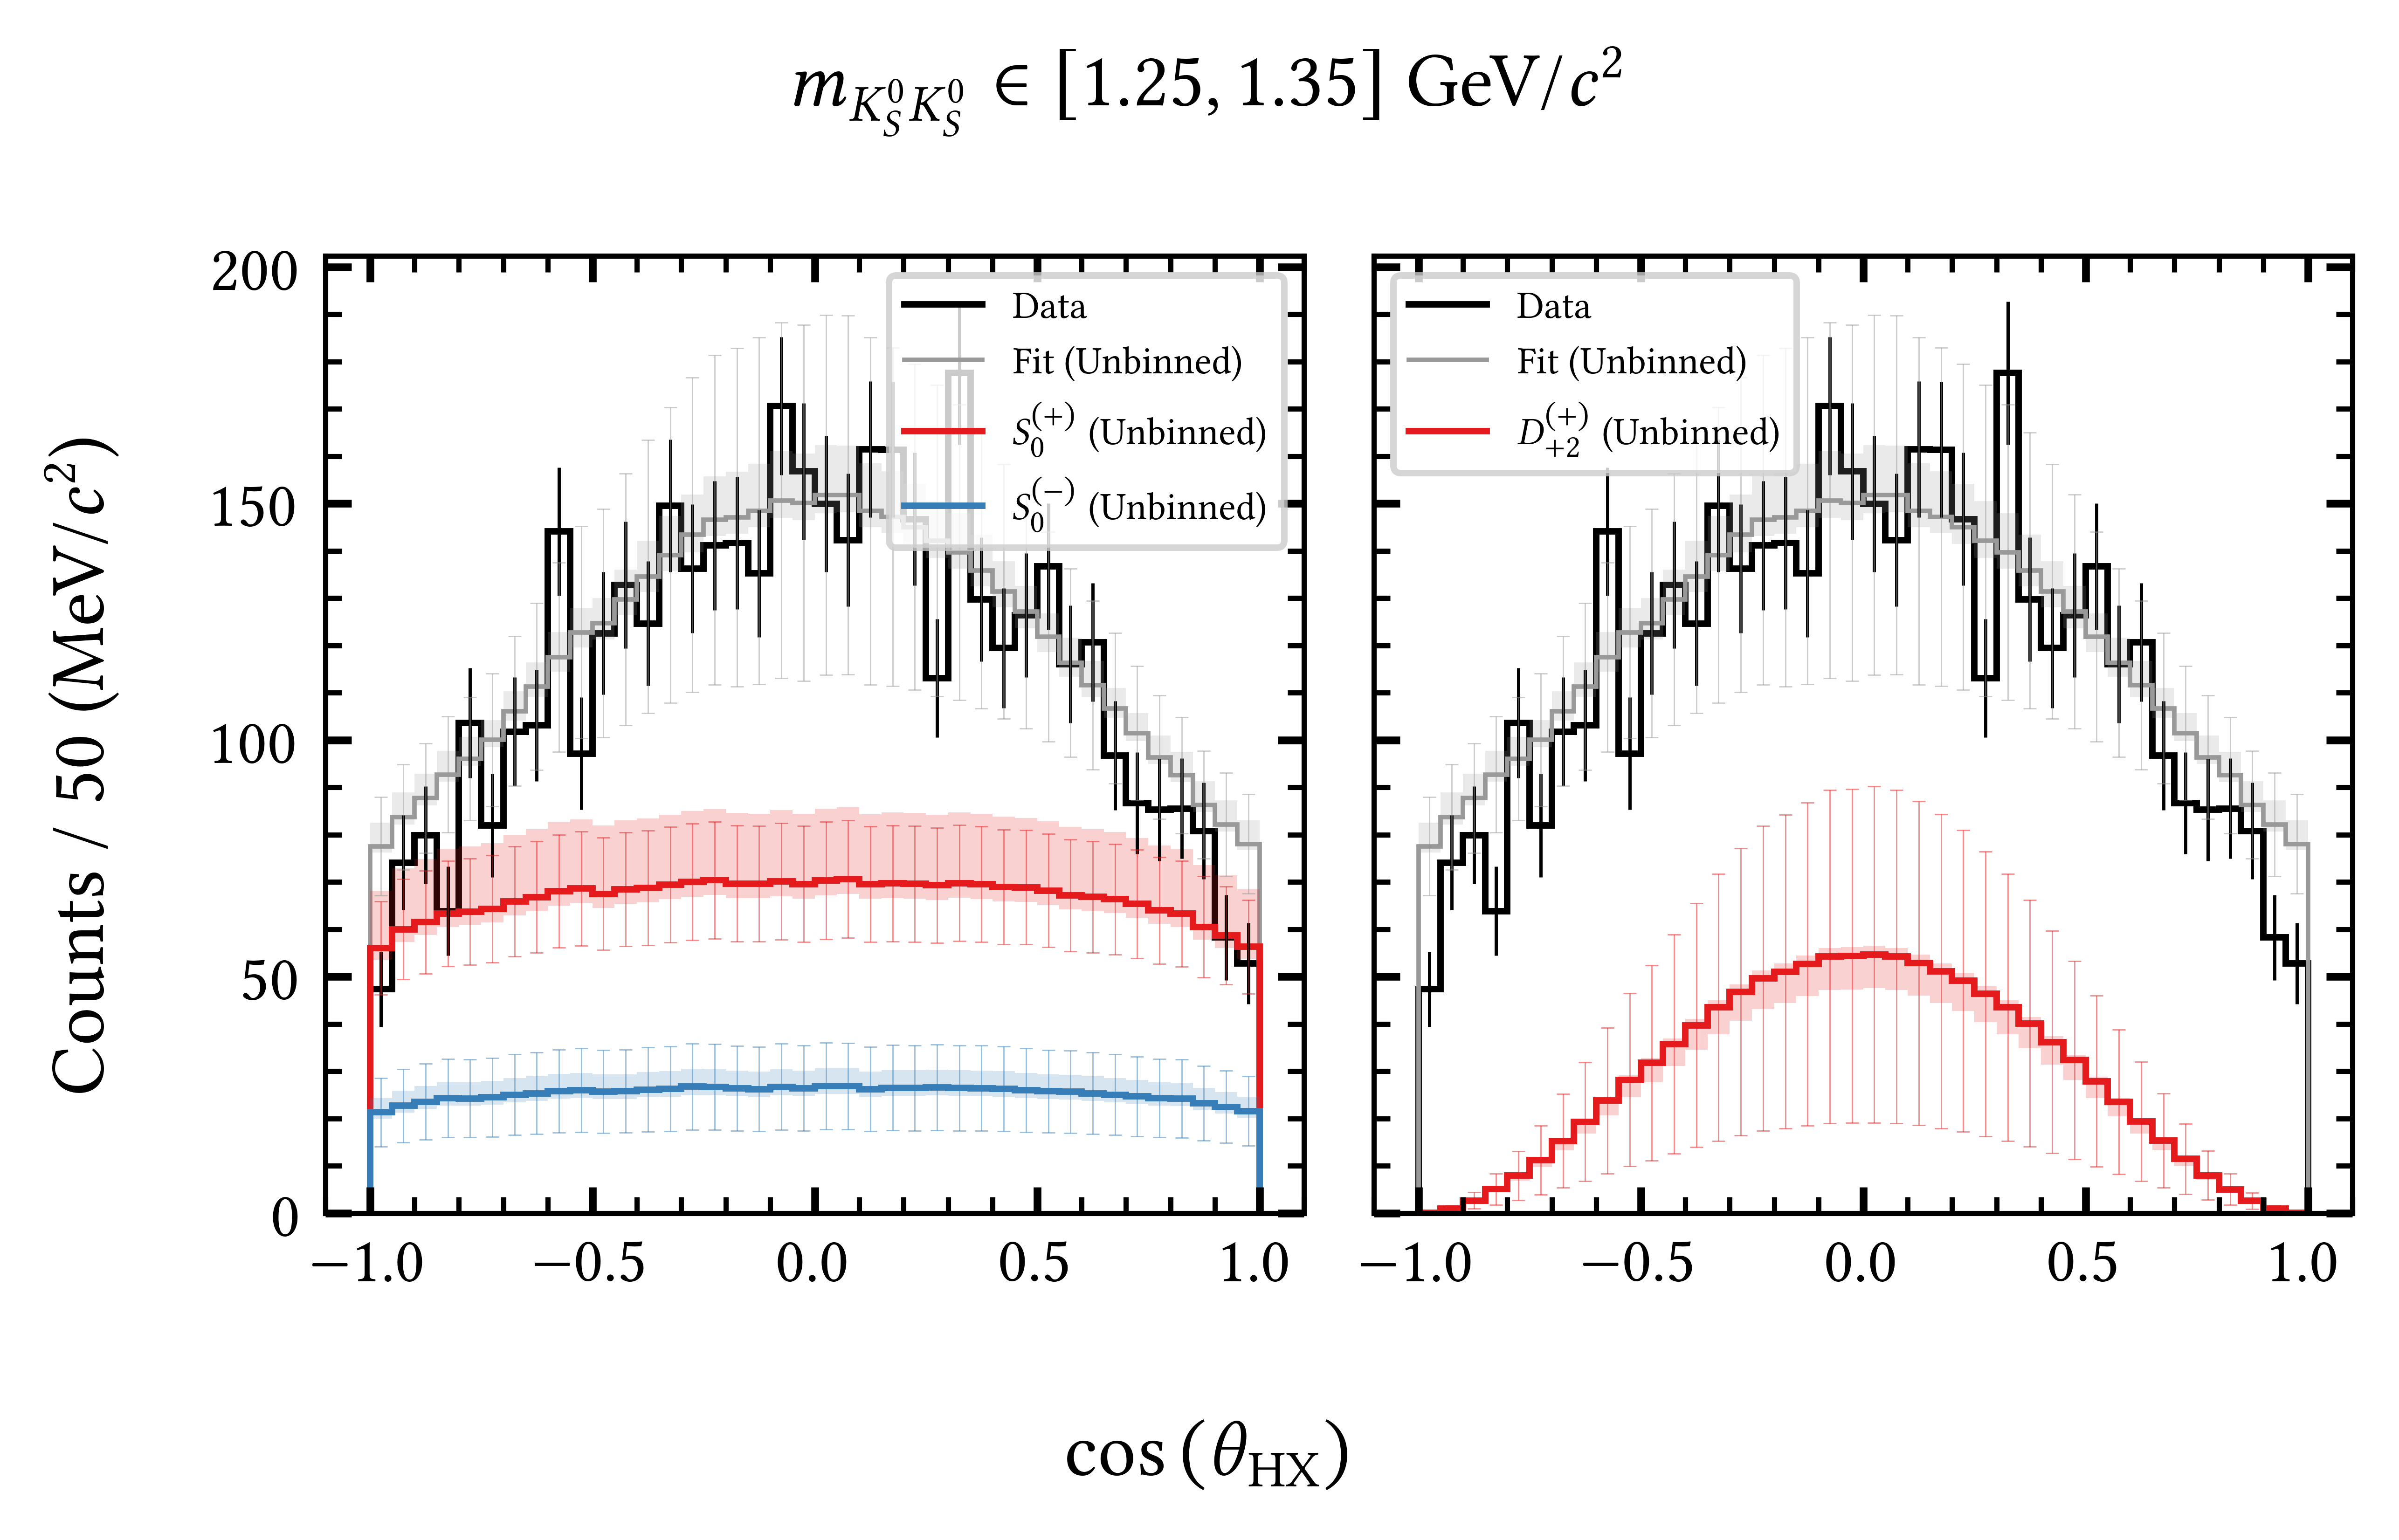 m_{K_S^0 K_S^0} ∈ [1.25, 1.35] GeV/c²
Counts / 50 (MeV/c²)
200
150
100
50
0
Data
Fit (Unbinned)
S_0^{(+)} (Unbinned)
S_0^{(−)} (Unbinned)
−1.0 −0.5 0.0 0.5 1.0
Data
Fit (Unbinned)
D_{+2}^{(+)} (Unbinned)
−1.0 −0.5 0.0 0.5 1.0
cos (θ_{HX})